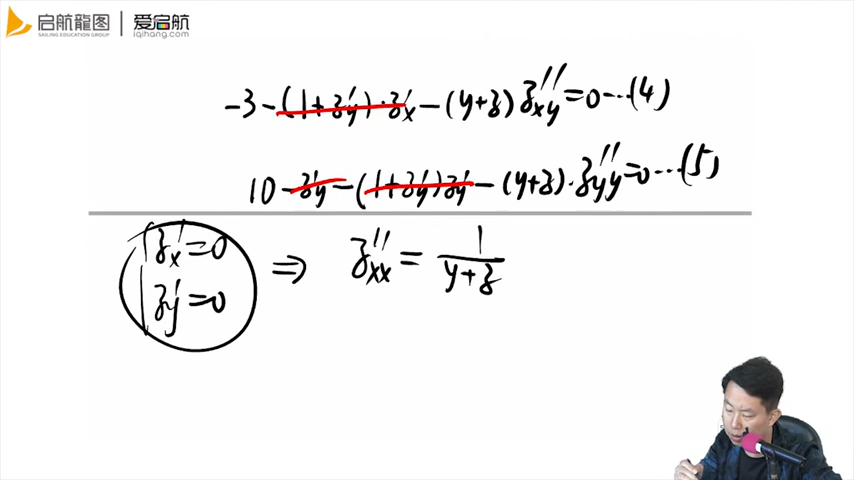 启航龍图 爱启航
SAILING EDUCATION GROUP iqihang.com
-3-(1+z'y)·z'x-(y+z)z''xy=0…(4)
10-z'y-(1+z'y)z'y-(y+z)·z''yy=0…(5)
z'x=0
z'y=0
⇒ z''xx=1/(y+z)